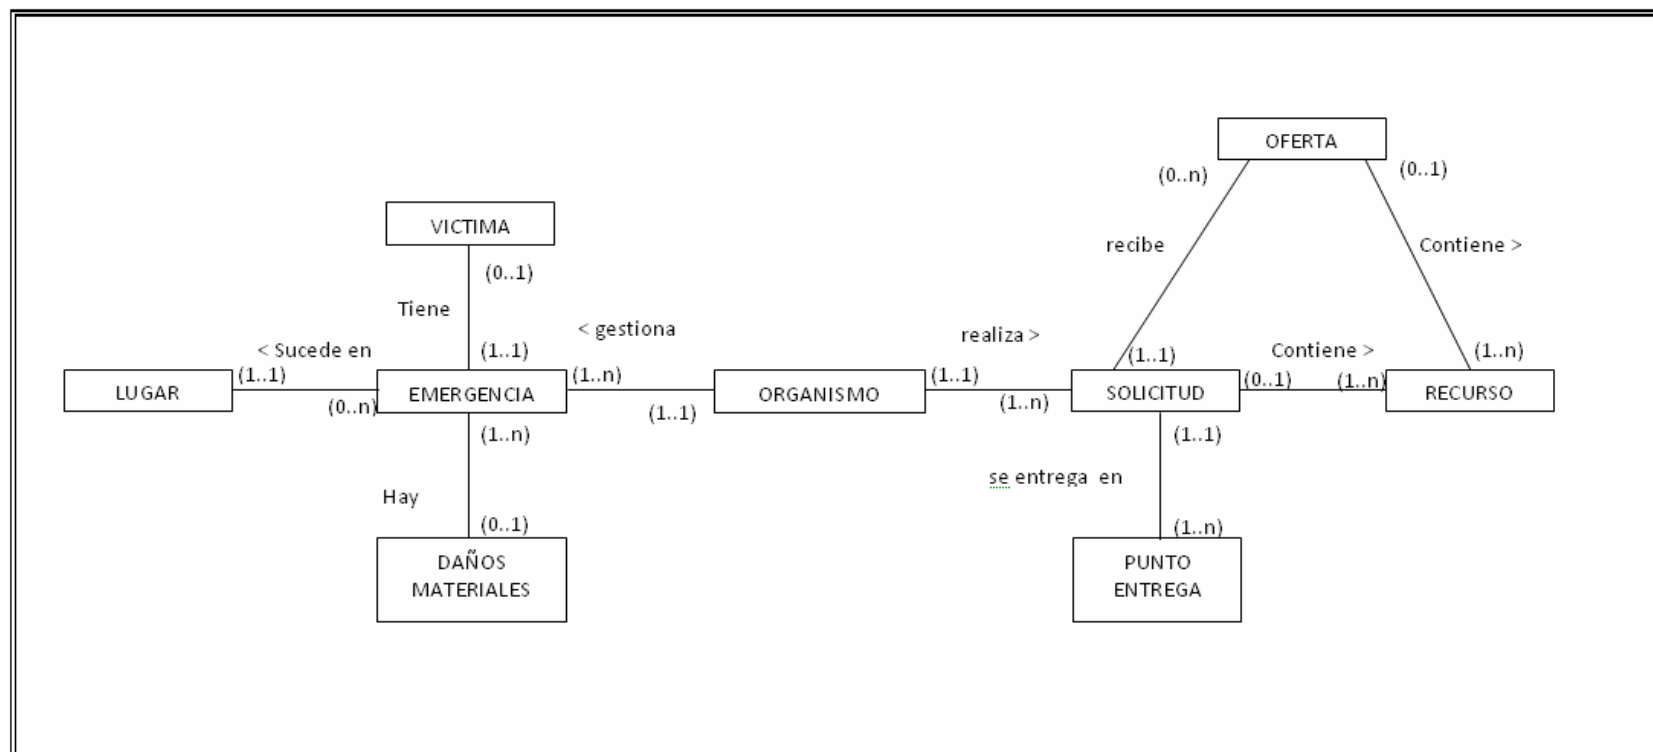 OFERTA
(0..n)
(0..1)
VICTIMA
recibe
Contiene >
(0..1)
Tiene
< gestiona
realiza >
< Sucede en
(1..1)
(1..1)
Contiene >
(1..n)
(1..1)
(1..n)
(1..1)
(0..1)
(1..n)
LUGAR
EMERGENCIA
ORGANISMO
SOLICITUD
RECURSO
(0..n)
(1..1)
(1..n)
(1..n)
(1..1)
se entrega en
Hay
(0..1)
(1..n)
DAÑOS
MATERIALES
PUNTO
ENTREGA